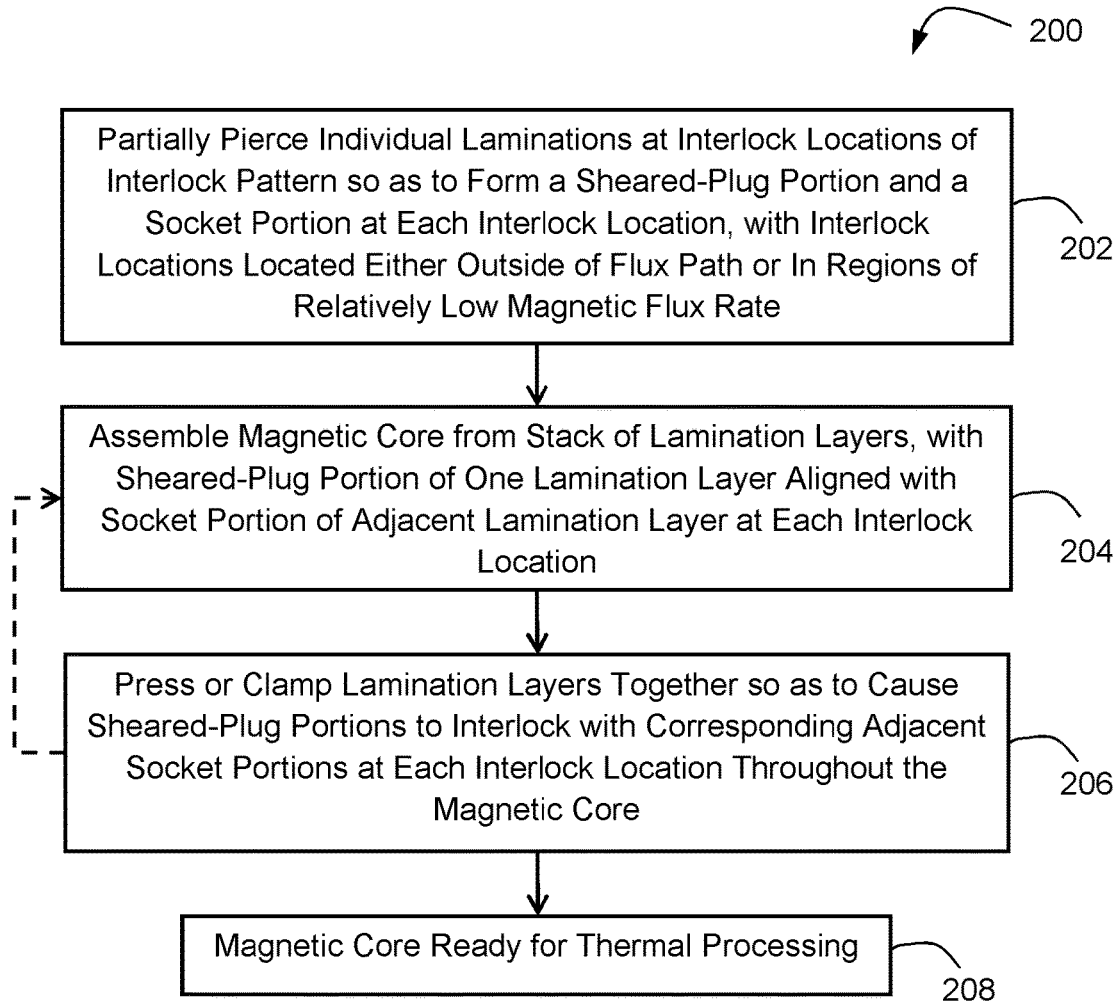 200
Partially Pierce Individual Laminations at Interlock Locations of
Interlock Pattern so as to Form a Sheared-Plug Portion and a
Socket Portion at Each Interlock Location, with Interlock
Locations Located Either Outside of Flux Path or In Regions of
Relatively Low Magnetic Flux Rate
202
Assemble Magnetic Core from Stack of Lamination Layers, with
Sheared-Plug Portion of One Lamination Layer Aligned with
Socket Portion of Adjacent Lamination Layer at Each Interlock
Location
204
Press or Clamp Lamination Layers Together so as to Cause
Sheared-Plug Portions to Interlock with Corresponding Adjacent
Socket Portions at Each Interlock Location Throughout the
Magnetic Core
206
Magnetic Core Ready for Thermal Processing
208